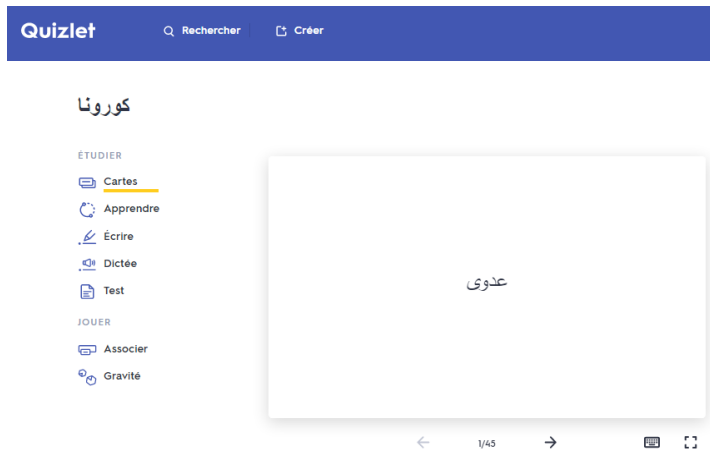 Quizlet Rechercher Créer
كورونا
ÉTUDIER
Cartes
Apprendre
Écrire
Dictée
Test
JOUER
Associer
Gravité
عدوى
1/45